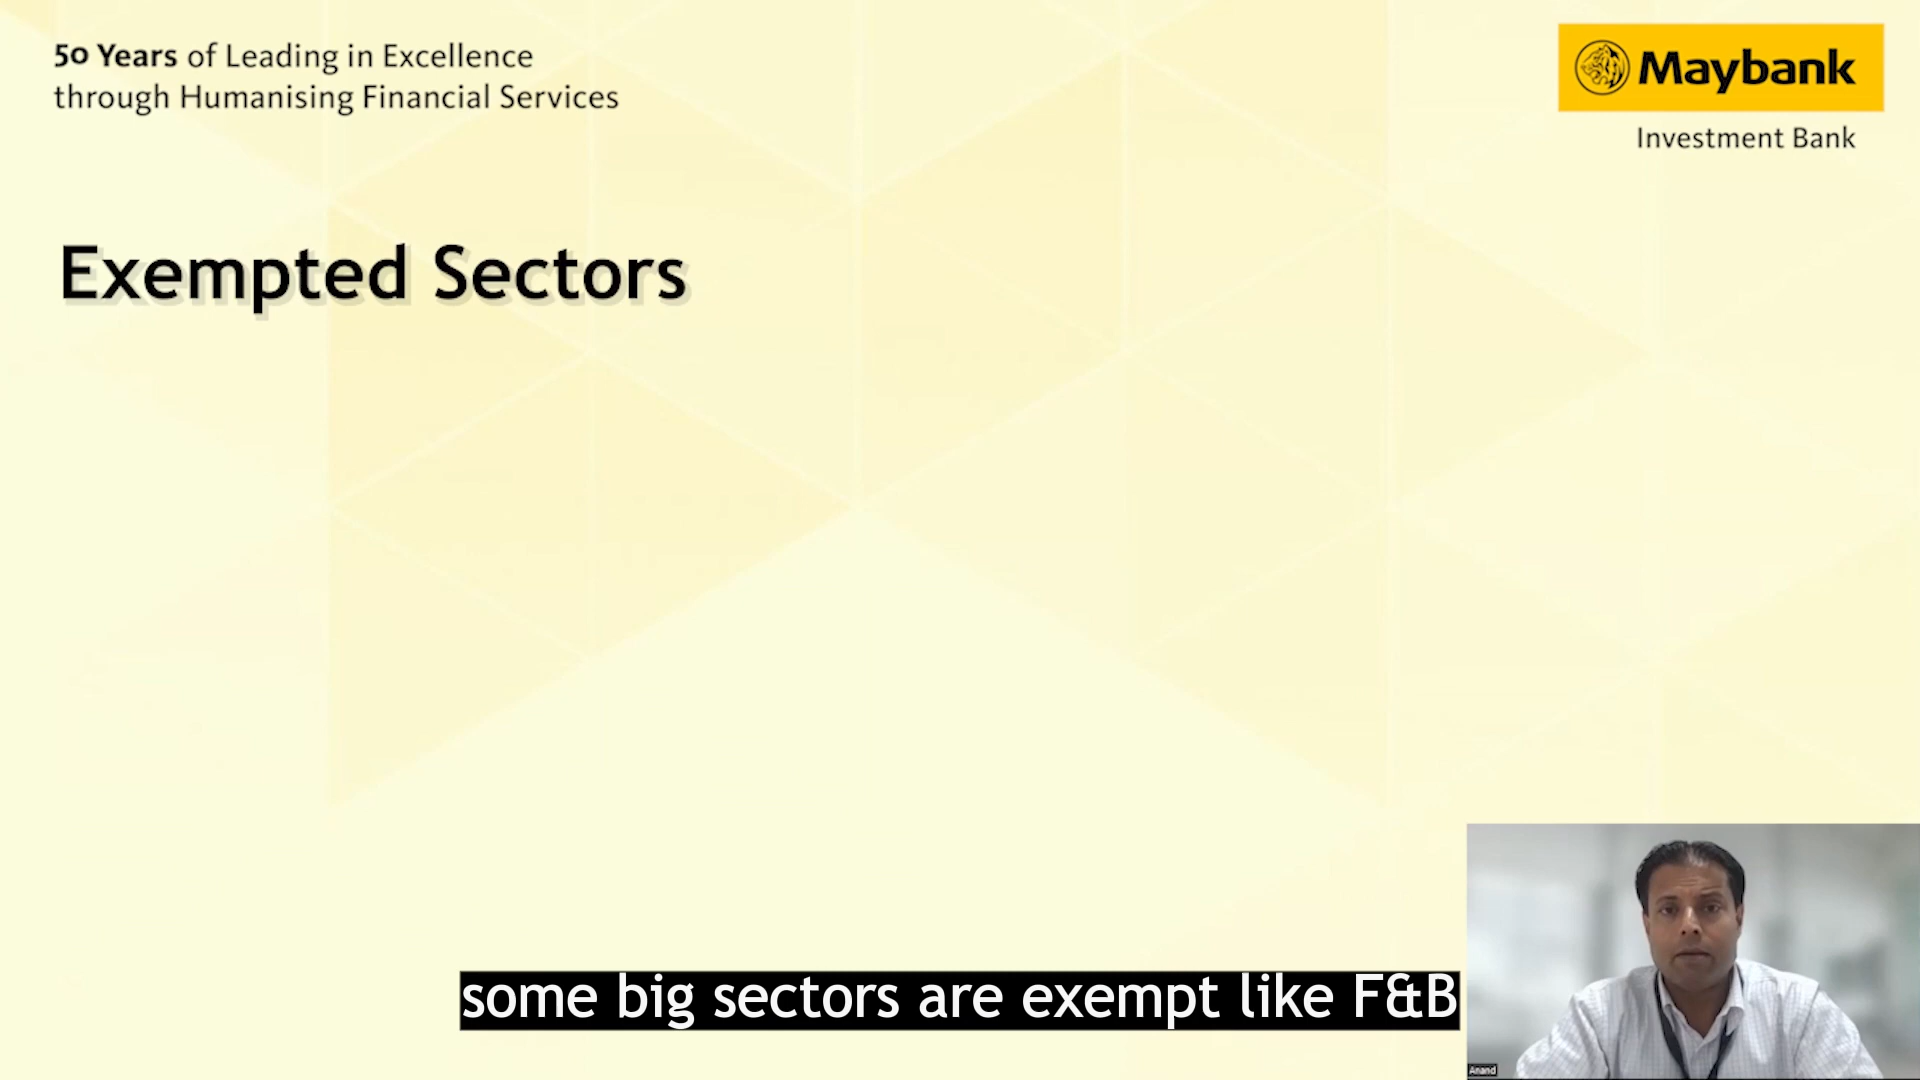 50 Years of Leading in Excellence
through Humanising Financial Services
Maybank
Investment Bank
Exempted Sectors
some big sectors are exempt like F&B
Anand